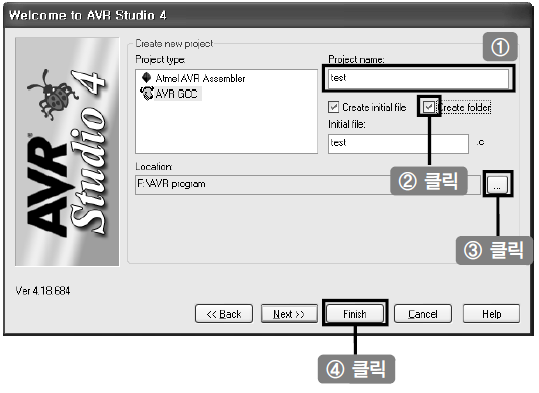 Welcome to AVR Studio 4
Create new project
①
Project type:
Project name:
Atmel AVR Assembler
test
AVR GCC
Create initial file
Create folder
Initial file:
test
.c
② 클릭
Location:
F:\AVR program
...
③ 클릭
AVR® Studio 4
Ver 4.18.684
<< Back
Next >>
Finish
Cancel
Help
④ 클릭